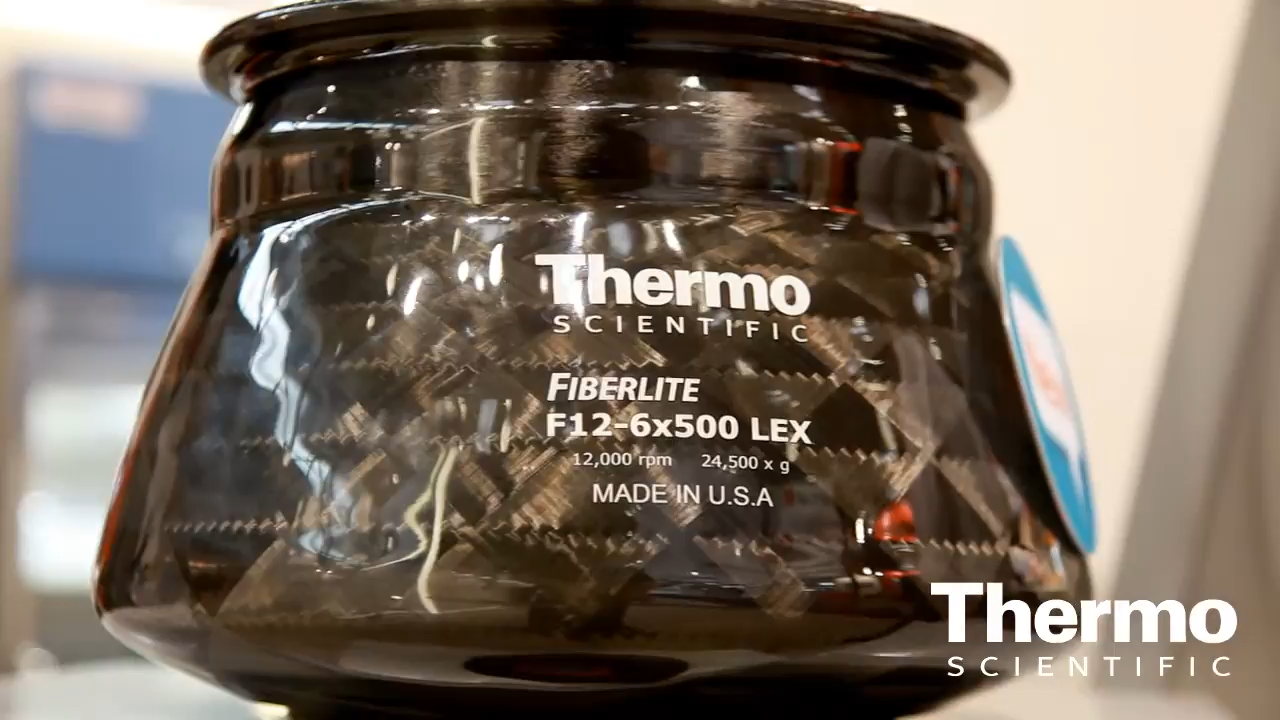 Thermo
SCIENTIFIC
FIBERLITE
F12-6x500 LEX
12,000 rpm 24,500 x g
MADE IN U.S.A
Thermo
SCIENTIFIC